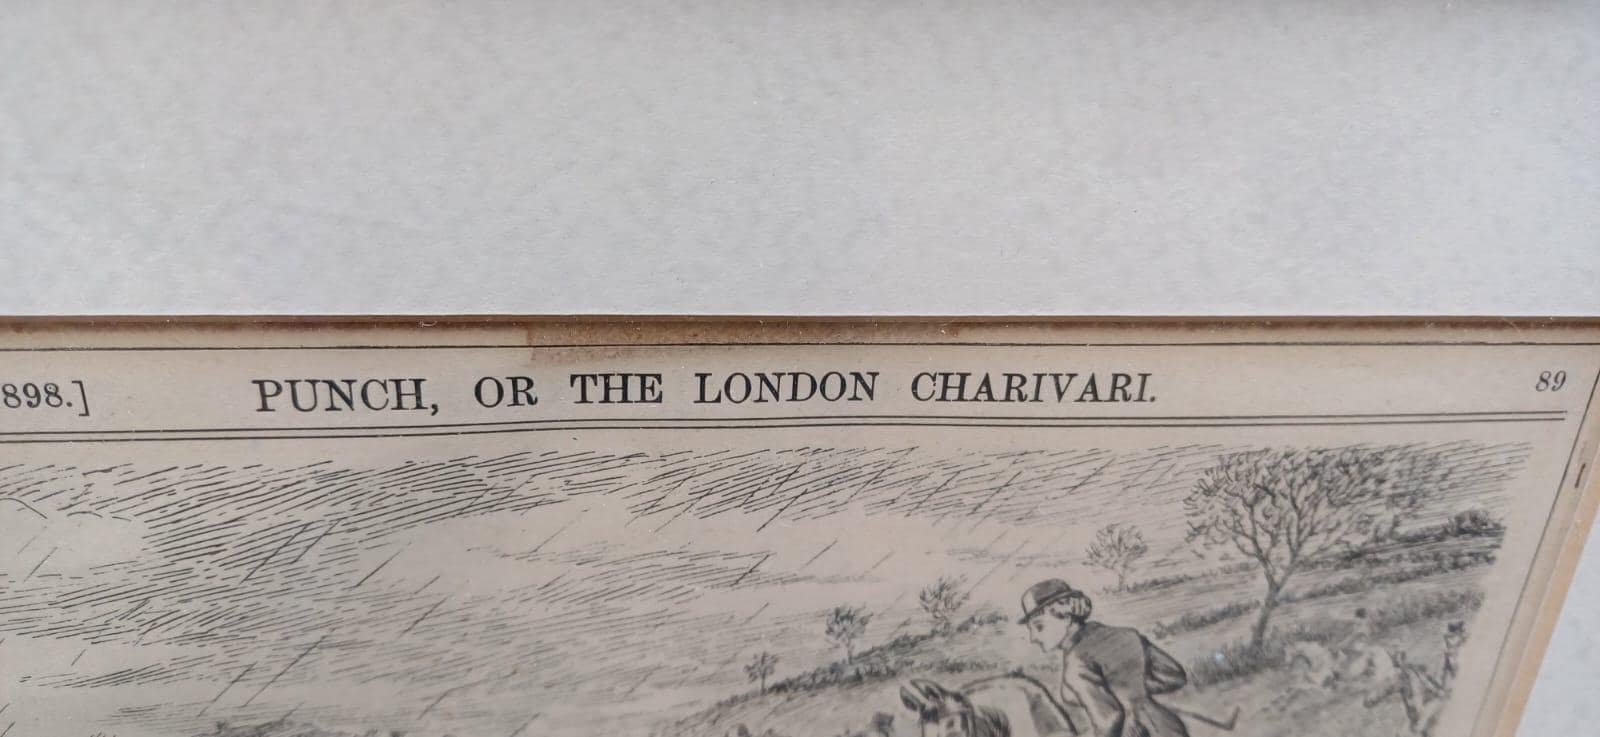 898.] PUNCH, OR THE LONDON CHARIVARI. 89